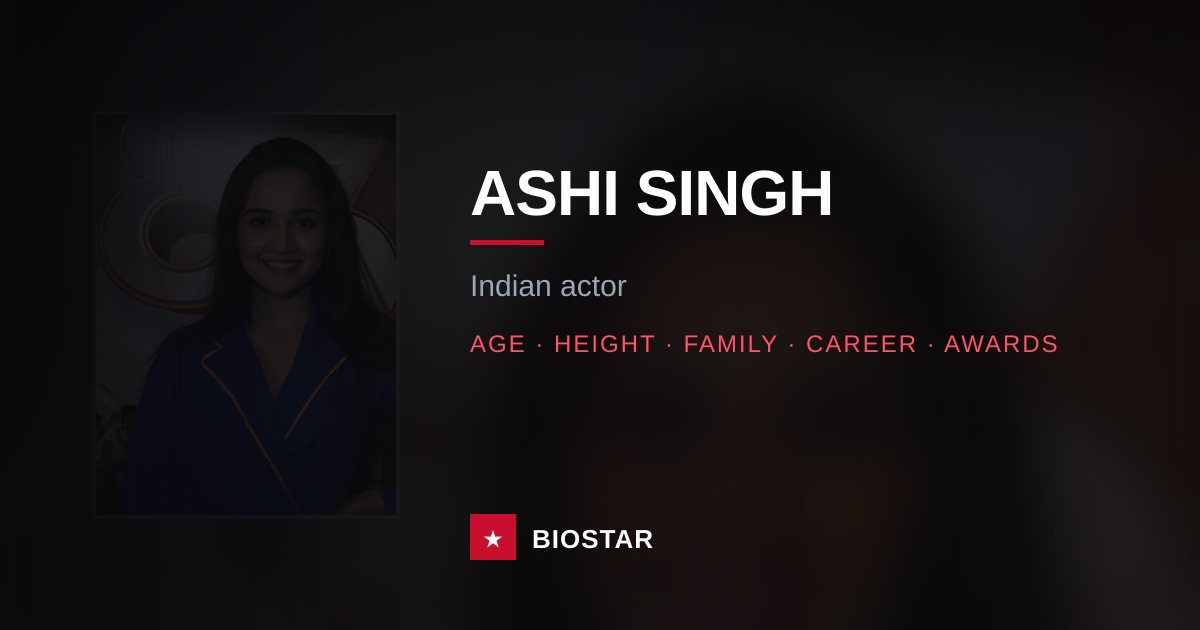 ASHI SINGH
Indian actor
AGE · HEIGHT · FAMILY · CAREER · AWARDS
★ BIOSTAR